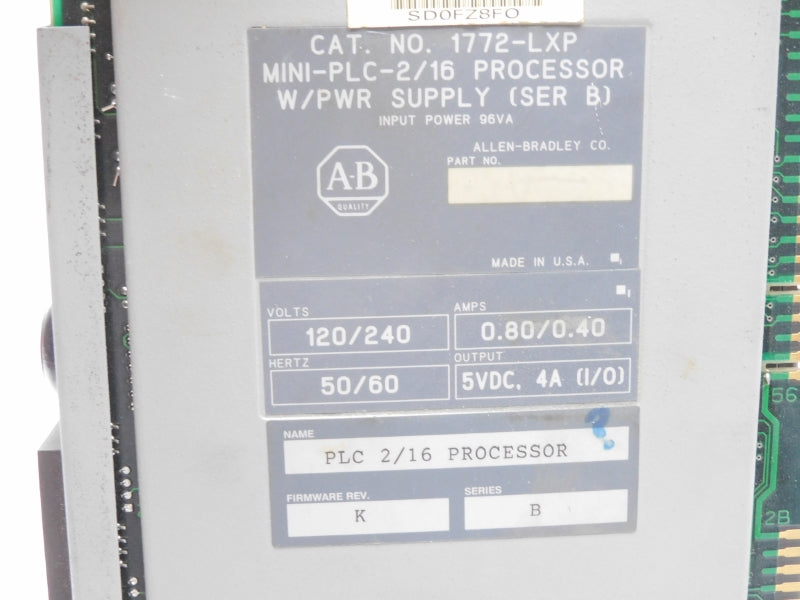 SD0FZ8FO
CAT. NO. 1772-LXP
MINI-PLC-2/16 PROCESSOR
W/PWR SUPPLY (SER B)
INPUT POWER 96VA
ALLEN-BRADLEY CO.
PART NO.
A-B
QUALITY
MADE IN U.S.A.
VOLTS
120/240
AMPS
0.80/0.40
HERTZ
50/60
OUTPUT
5VDC, 4A (I/O)
NAME
PLC 2/16 PROCESSOR
FIRMWARE REV.
K
SERIES
B
56
2B